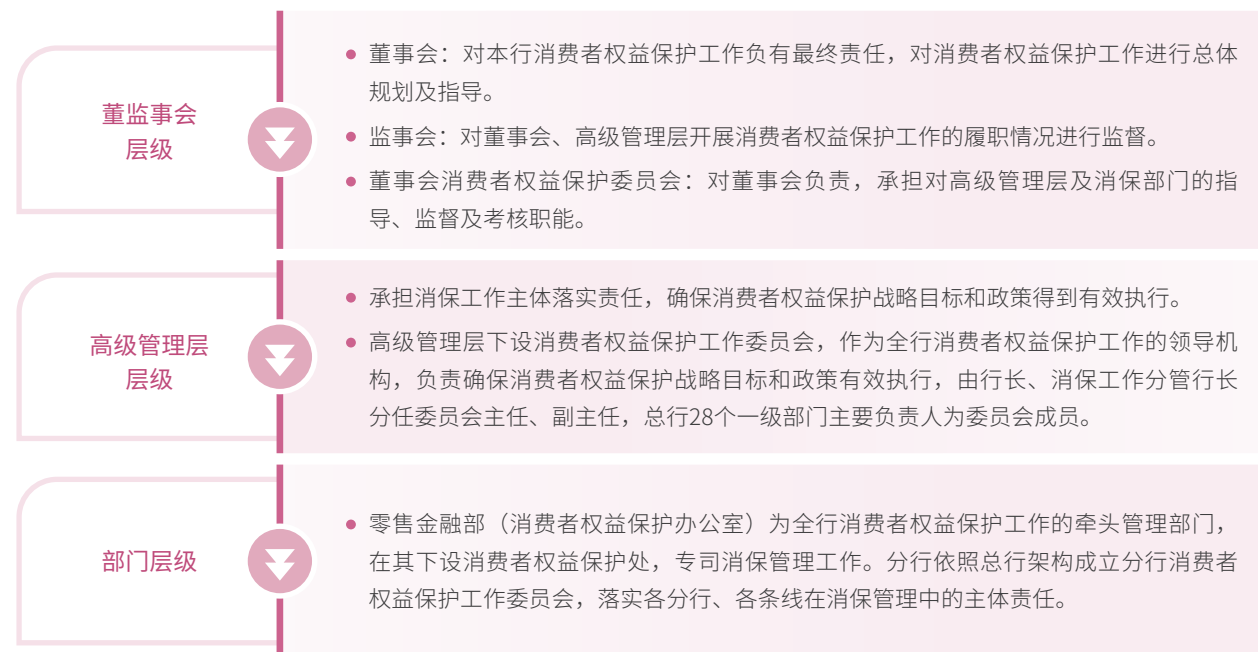 董监事会
层级
董事会：对本行消费者权益保护工作负有最终责任，对消费者权益保护工作进行总体
规划及指导。
监事会：对董事会、高级管理层开展消费者权益保护工作的履职情况进行监督。
董事会消费者权益保护委员会：对董事会负责，承担对高级管理层及消保部门的指
导、监督及考核职能。
高级管理层
层级
承担消保工作主体落实责任，确保消费者权益保护战略目标和政策得到有效执行。
高级管理层下设消费者权益保护工作委员会，作为全行消费者权益保护工作的领导机
构，负责确保消费者权益保护战略目标和政策有效执行，由行长、消保工作分管行长
分任委员会主任、副主任，总行28个一级部门主要负责人为委员会成员。
部门层级
零售金融部（消费者权益保护办公室）为全行消费者权益保护工作的牵头管理部门，
在其下设消费者权益保护处，专司消保管理工作。分行依照总行架构成立分行消费者
权益保护工作委员会，落实各分行、各条线在消保管理中的主体责任。